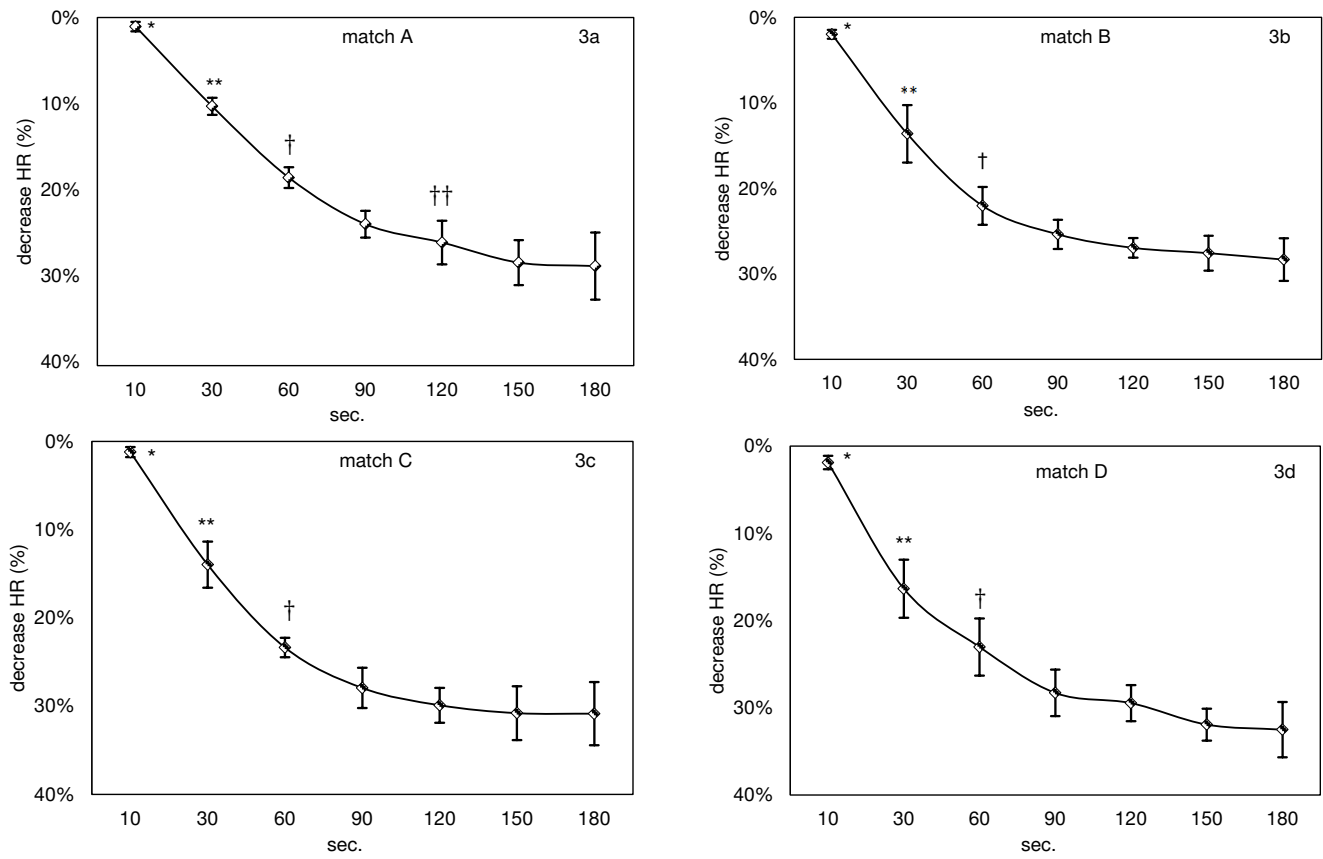 match A 3a
0%
10%
20%
30%
40%
decrease HR (%)
*
**
†
††
10 30 60 90 120 150 180
sec.
match B 3b
0%
10%
20%
30%
40%
decrease HR (%)
*
**
†
10 30 60 90 120 150 180
sec.
match C 3c
0%
10%
20%
30%
40%
decrease HR (%)
*
**
†
10 30 60 90 120 150 180
sec.
match D 3d
0%
10%
20%
30%
40%
decrease HR (%)
*
**
†
10 30 60 90 120 150 180
sec.